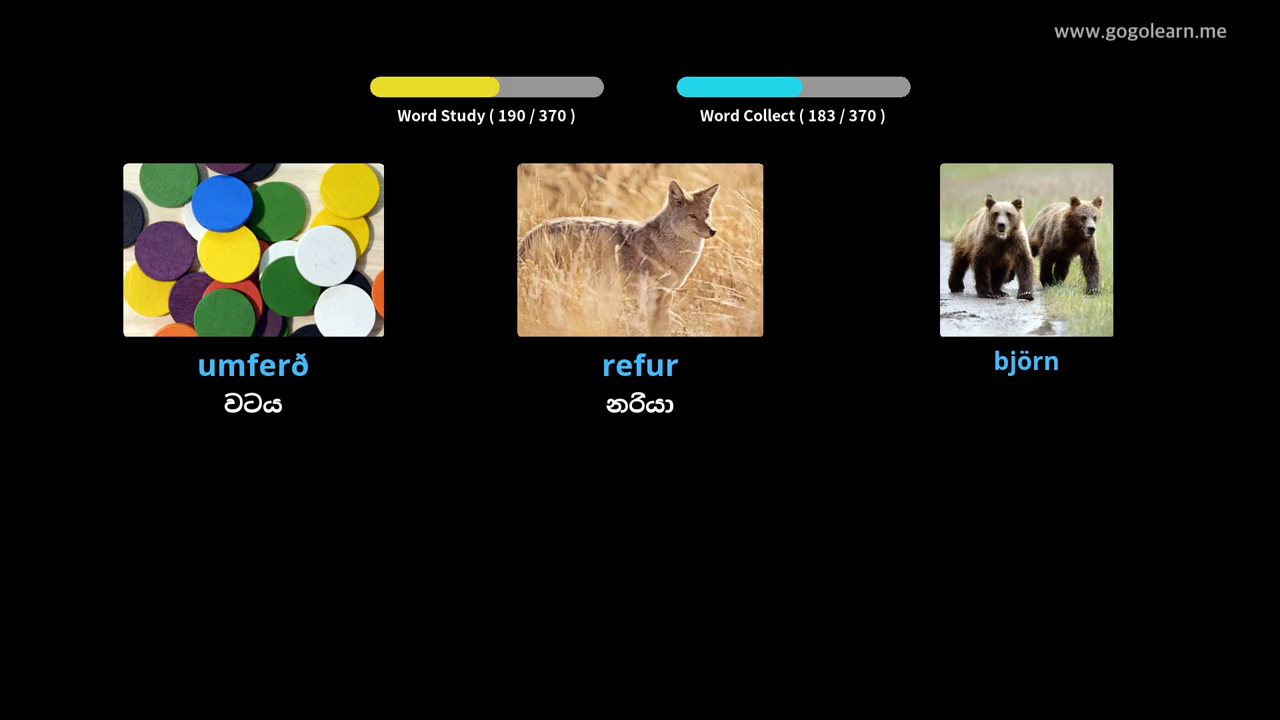 www.gogolearn.me
Word Study ( 190 / 370 )
Word Collect ( 183 / 370 )
umferð
වටය
refur
නරියා
björn